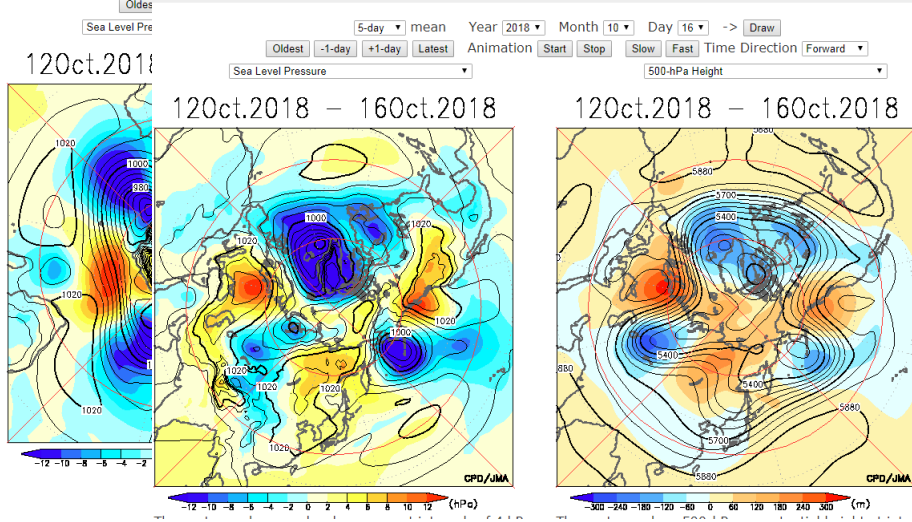 Oldes
5-day mean Year 2018 Month 10 Day 16 -> Draw
Sea Level Pre
Oldest -1-day +1-day Latest Animation Start Stop Slow Fast Time Direction Forward
Sea Level Pressure
500-hPa Height
12Oct.2018
12Oct.2018 – 16Oct.2018
12Oct.2018 – 16Oct.2018
1020
1000
980
1020
1020
1000
1020
1020
1020
1000
1020
1020
1020
5880
5880
5700
5400
5400
5400
5880
5880
5700
5880
CPD/JMA
CPD/JMA
-12 -10 -8 -6 -4 -2
-12 -10 -8 -6 -4 -2 0 2 4 6 8 10 12 (hPa)
-300 -240 -180 -120 -60 0 60 120 180 240 300 (m)